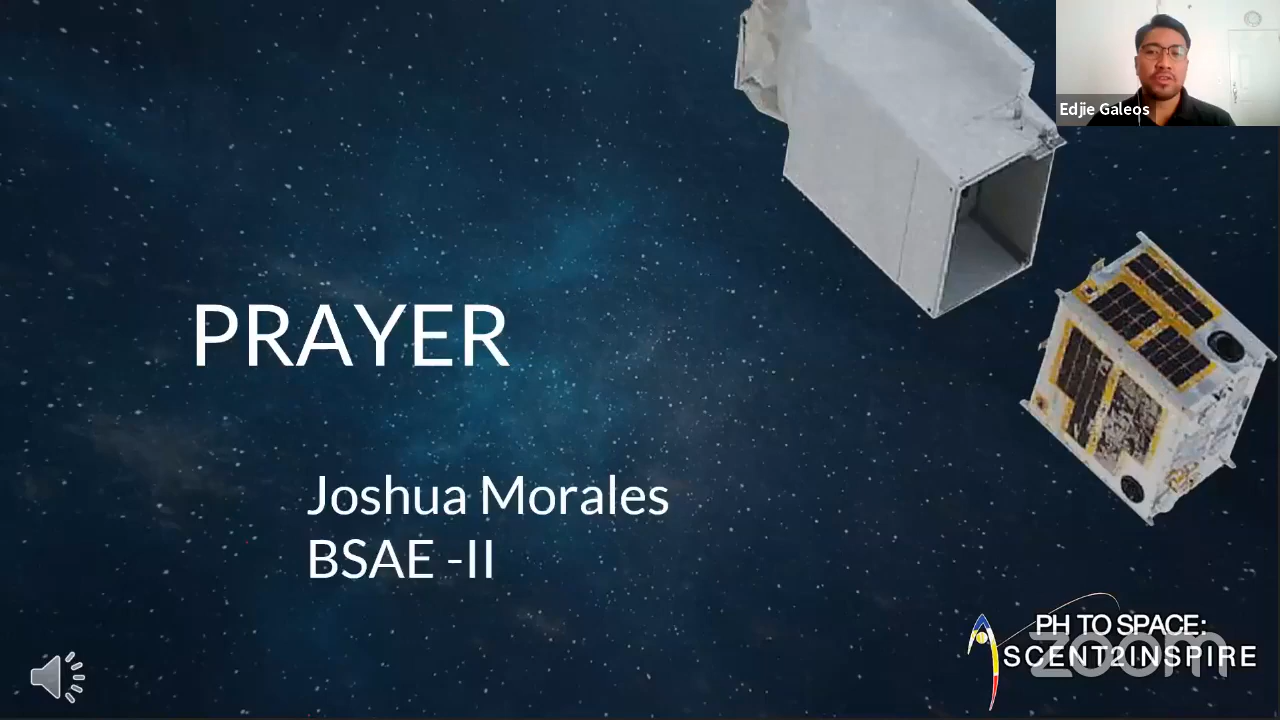 Edjie Galeos
PRAYER
Joshua Morales
BSAE -II
PH TO SPACE:
SCENT2INSPIRE
zoom